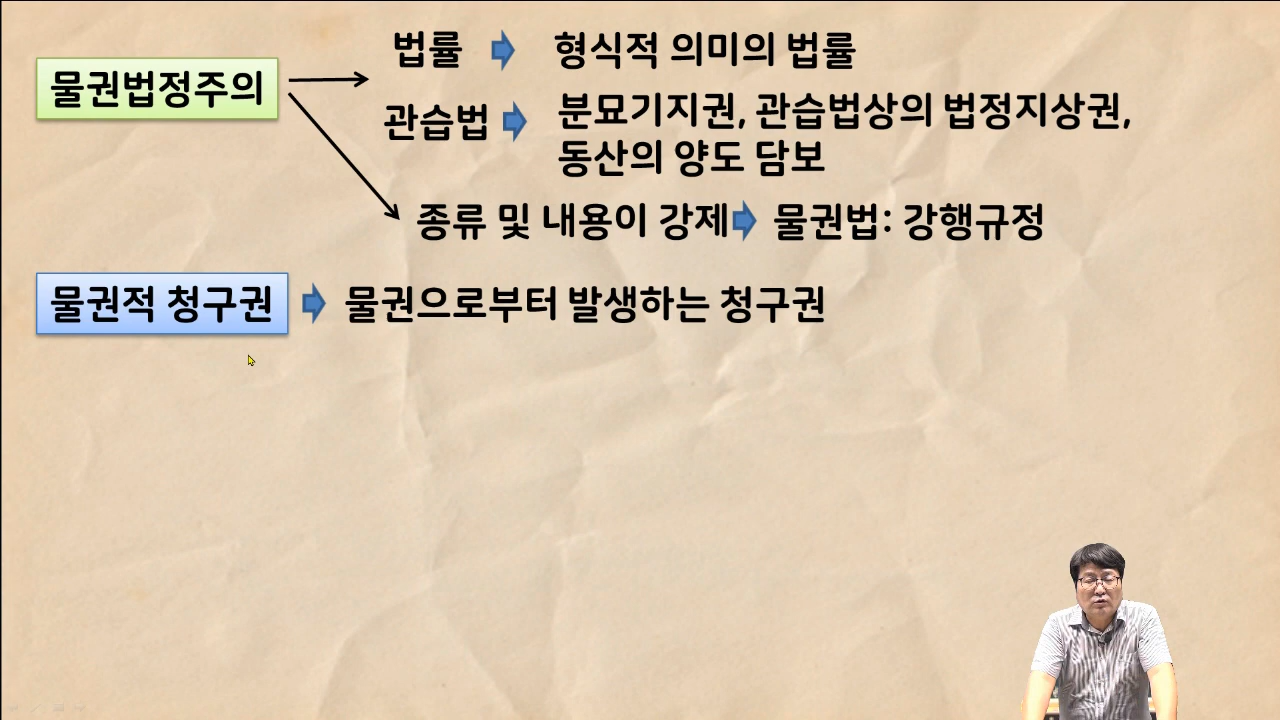 물권법정주의
법률
형식적 의미의 법률
관습법
분묘기지권, 관습법상의 법정지상권,
동산의 양도 담보
종류 및 내용이 강제
물권법: 강행규정
물권적 청구권
물권으로부터 발생하는 청구권